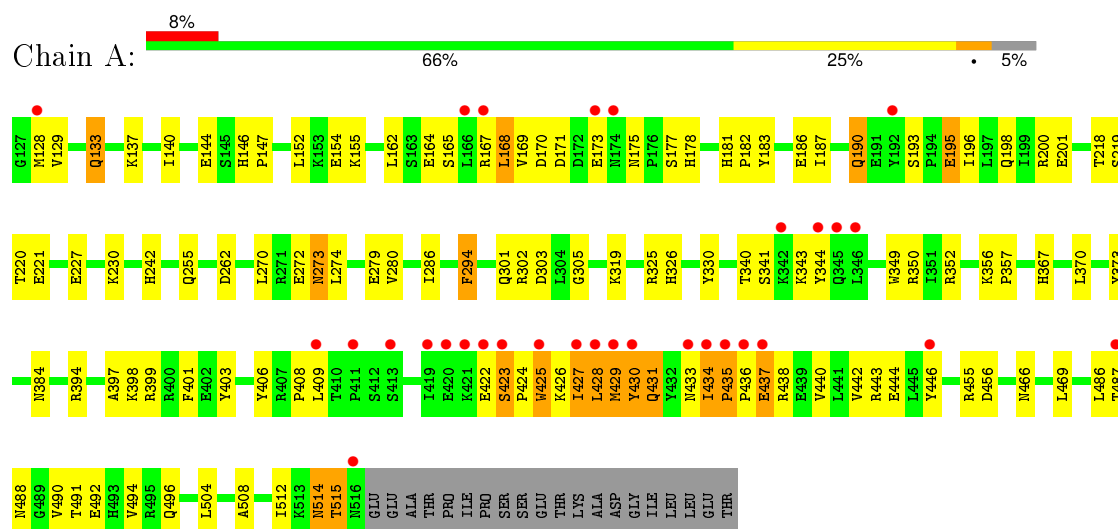 8%
Chain A:
66% 25% • 5%
G127 M128 V129 Q133 K137 I140 E144 S145 H146 P147 L152 K153 E154 K155 L162 S163 E164 S165 L166 R167 L168 V169 D170 D171 D172 E173 N174 N175 P176 S177 H178 H181 P182 Y183 E186 I187 Q190 E191 Y192 S193 P194 E195 I196 L197 Q198 I199 R200 E201 T218 S219
T220 E221 E227 K230 H242 Q255 D262 L270 R271 E272 N273 L274 E279 V280 I286 F294 Q301 R302 D303 L304 G305 K319 R325 H326 Y330 T340 S341 K342 K343 Y344 Q345 L346 W349 R350 I351 R352 K356 P357 H367 L370 Y373
N384 R394 A397 K398 R399 R400 F401 E402 Y403 Y406 R407 P408 L409 T410 P411 S412 S413 I419 E420 K421 E422 S423 P424 W425 K426 I427 L428 M429 Y430 Q431 Y432 N433 I434 P435 P436 E437 R438 E439 V440 L441 V442 R443 E444 L445 Y446 R455 D456 N466 L469 L486 T487
N488 G489 V490 T491 E492 H493 V494 R495 Q496 L504 A508 I512 K513 N514 T515 N516 GLU GLU ALA THR PRO ILE PRO SER SER GLU THR LYS ALA ASP GLY ILE LEU LEU GLU THR